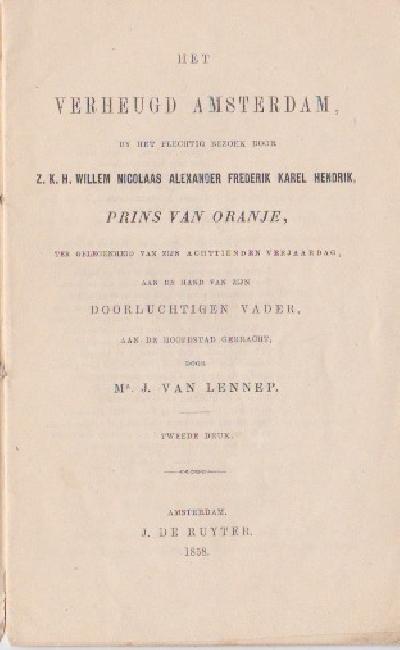 HET
VERHEUGD AMSTERDAM,
BY HET PLECHTIG BEZOEK DOOR
Z. K. H. WILLEM NICOLAAS ALEXANDER FREDERIK KAREL HENDRIK,
PRINS VAN ORANJE,
TER GELEGENHEID VAN ZIJN ACHTTIENDEN VERJAARDAG,
AAN DE HAND VAN ZIJN
DOORLUCHTIGEN VADER,
AAN DE HOOFDSTAD GEBRACHT,
DOOR
Mr. J. VAN LENNEP.
TWEEDE DRUK.
AMSTERDAM,
J. DE RUYTER.
1858.